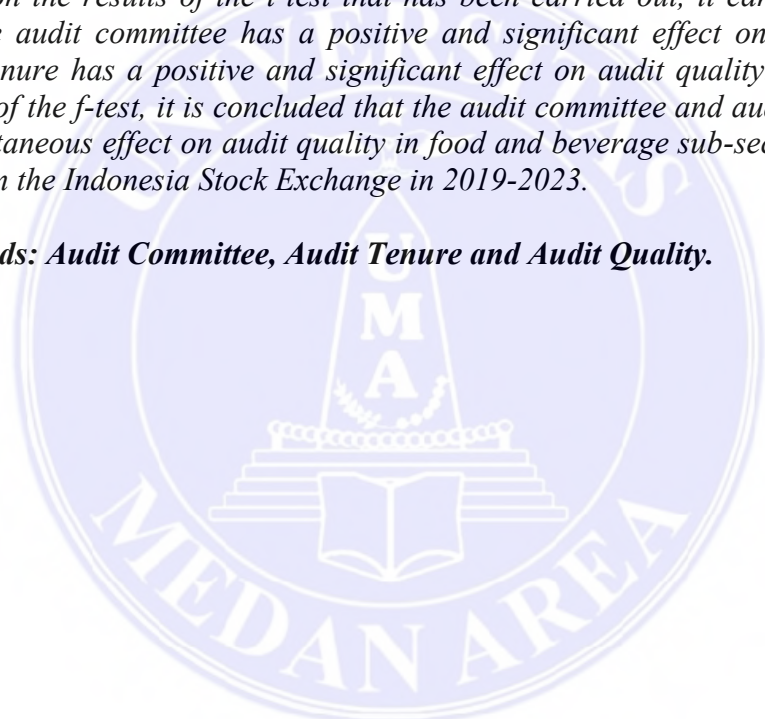 on the results of the t-test that has been carried out, it can
e audit committee has a positive and significant effect on
enure has a positive and significant effect on audit quality
of the f-test, it is concluded that the audit committee and au
taneous effect on audit quality in food and beverage sub-sec
n the Indonesia Stock Exchange in 2019-2023.
ds: Audit Committee, Audit Tenure and Audit Quality.
UNIVERSITAS
U
M
A
MEDAN AREA